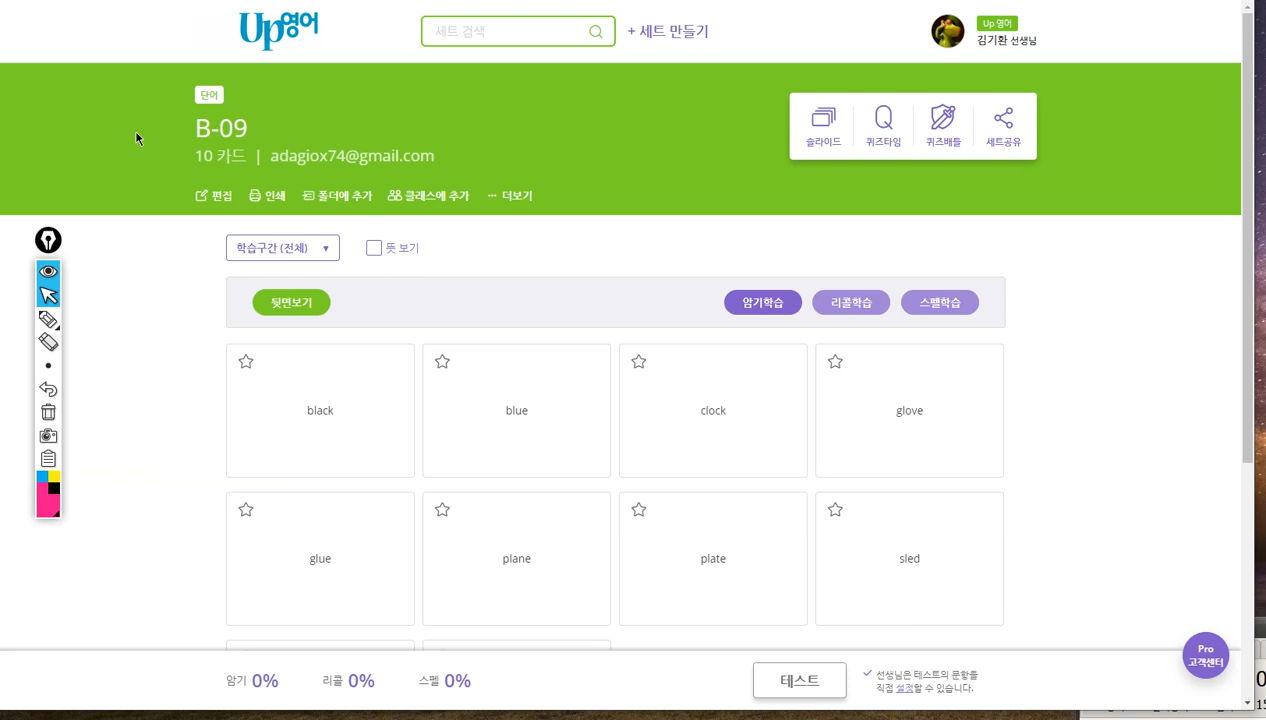 Up영어
세트 검색
+ 세트 만들기
Up 영어
김기환 선생님
단어
B-09
10 카드 | adagiox74@gmail.com
슬라이드
퀴즈타임
퀴즈배틀
세트공유
편집
인쇄
폴더에 추가
클래스에 추가
··· 더보기
학습구간 (전체) ▼
뜻 보기
뒷면보기
암기학습
리콜학습
스펠학습
black
blue
clock
glove
glue
plane
plate
sled
암기 0%
리콜 0%
스펠 0%
테스트
선생님은 테스트의 문항을
직접 설정할 수 있습니다.
Pro
고객센터